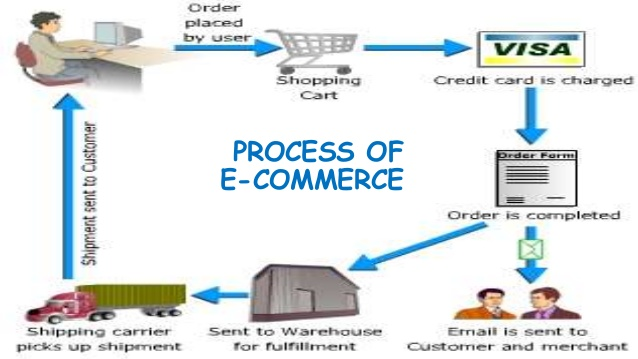 Order
placed
by user
Shopping
Cart
VISA
Credit card is charged
PROCESS OF
E-COMMERCE
Order Form
Order is completed
Shipment sent to Customer
Shipping carrier
picks up shipment
Sent to Warehouse
for fulfillment
Email is sent to
Customer and merchant